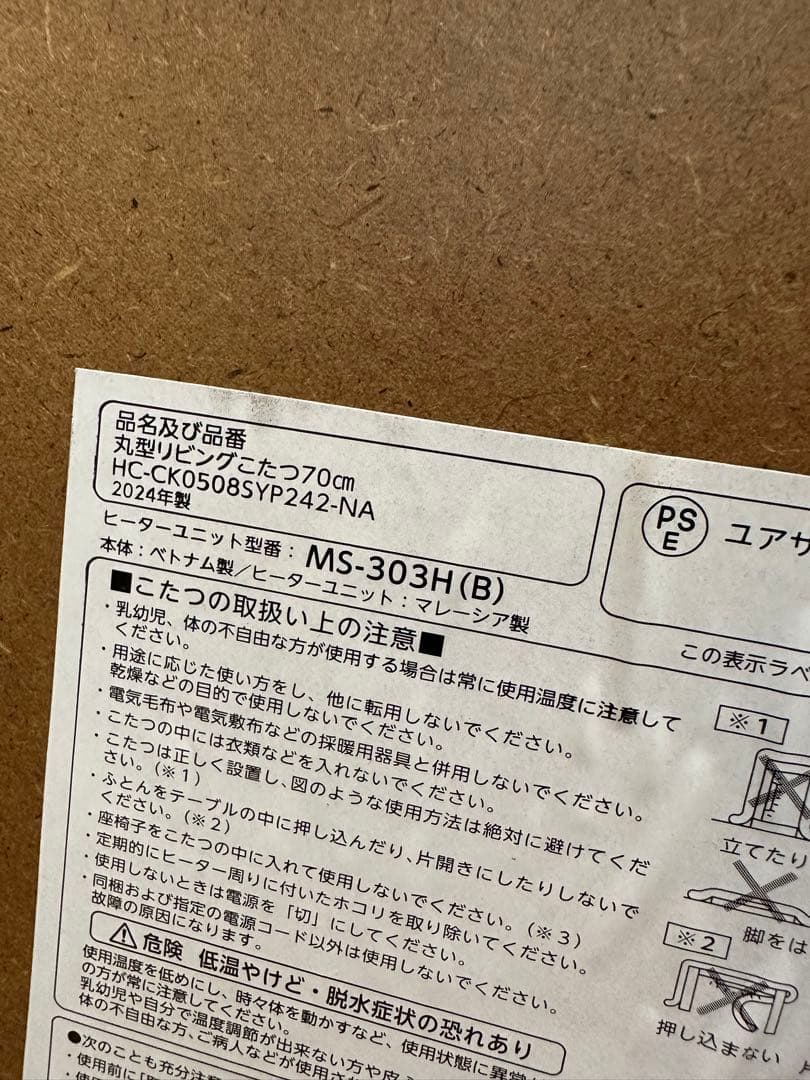 品名及び品番
丸型リビングこたつ70cm
HC-CK0508SYP242-NA
2024年製
PS
E
ユアサ
ヒーターユニット型番：MS-303H(B)
本体：ベトナム製／ヒーターユニット：マレーシア製
この表示ラベ
■こたつの取扱い上の注意■
・乳幼児、体の不自由な方が使用する場合は常に使用温度に注意して
ください。
・用途に応じた使い方をし、他に転用しないでください。
乾燥などの目的で使用しないでください。
・電気毛布や電気敷布などの採暖用器具と併用しないでください。
・こたつの中には衣類などを入れないでください。
・こたつは正しく設置し、図のような使用方法は絶対に避けてくだ
さい。（※1）
・ふとんをテーブルの中に押し込んだり、片開きにしたりしないで
ください。（※2）
・座椅子をこたつの中に入れて使用しないでください。（※3）
・定期的にヒーター周りに付いたホコリを取り除いてください。
・使用しないときは電源を「切」にしてください。
・同梱および指定の電源コード以外は使用しないでください。
故障の原因になります。
※1
立てたり
脚をは
※2
押し込まない
⚠危険 低温やけど・脱水症状の恐れあり
使用温度を低めにし、時々体を動かすなど、使用状態に異常
の方が常に注意してください。
乳幼児や自分で温度調節が出来ない方や皮
体の不自由な方、ご病人などが使用され
●次のことも充分注意
・使用前に「